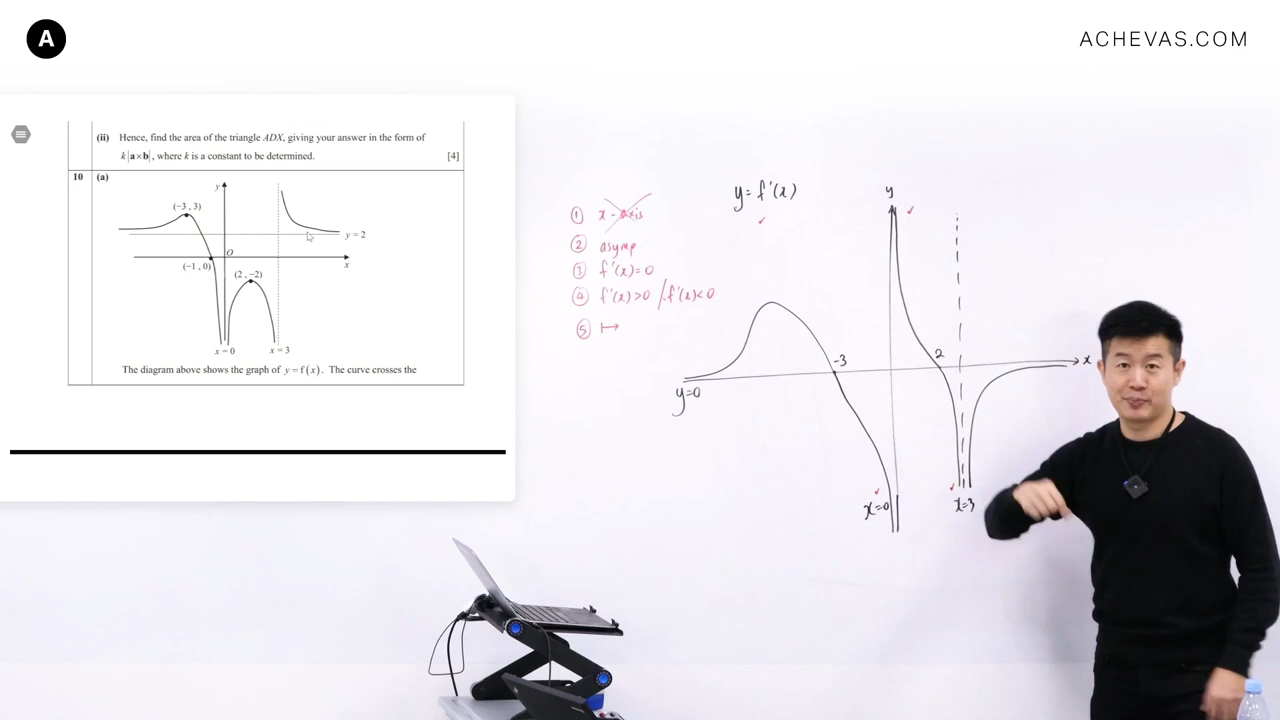 A
ACHEVAS.COM
(ii) Hence, find the area of the triangle ADX, giving your answer in the form of
k|a×b|, where k is a constant to be determined. [4]
10 (a)
y
(−3 , 3)
y = 2
O
x
(−1 , 0)
(2 , −2)
x = 0
x = 3
The diagram above shows the graph of y = f(x). The curve crosses the
① x-axis
② asymp.
③ f'(x)=0
④ f'(x)>0 / f'(x)<0
⑤ ↦
y=f'(x)
y
-3
2
x
y=0
x=0
x=3